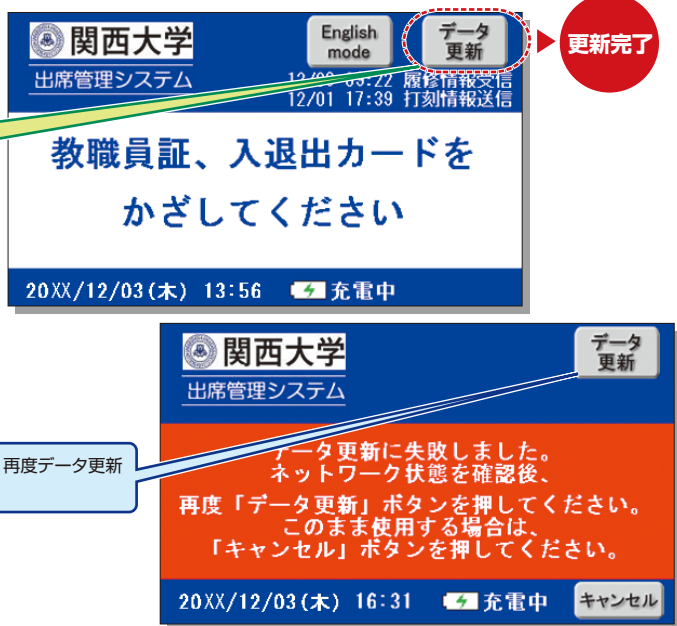 関西大学
English
mode
データ
更新
更新完了
出席管理システム
履修情報受信
12/01 17:39 打刻情報送信
教職員証、入退出カードを
かざしてください
20XX/12/03(木) 13:56 充電中
関西大学
データ
更新
出席管理システム
再度データ更新
データ更新に失敗しました。
ネットワーク状態を確認後、
再度「データ更新」ボタンを押してください。
このまま使用する場合は、
「キャンセル」ボタンを押してください。
20XX/12/03(木) 16:31 充電中
キャンセル